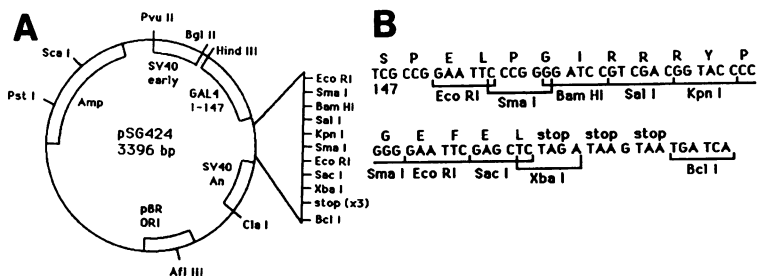 A
Pvu II
Bgl II
Hind III
Sca I
Pst I
Amp
SV40
early
GAL4
1-147
pSG424
3396 bp
SV40
An
pBR
ORI
Cla I
Afl III
Eco RI
Sma I
Bam HI
Sal I
Kpn I
Sma I
Eco RI
Sac I
Xba I
stop (x3)
Bcl I
B
S P E L P G I R R R Y P
TCG CCG GAA TTC CCG GGG ATC CGT CGA CGG TAC CCC
147
Eco RI Sma I Bam HI Sal I Kpn I
G E F E L stop stop stop
GGG GAA TTC GAG CTC TAGA TAA G TAA TGA TCA
Sma I Eco RI Sac I Xba I Bcl I